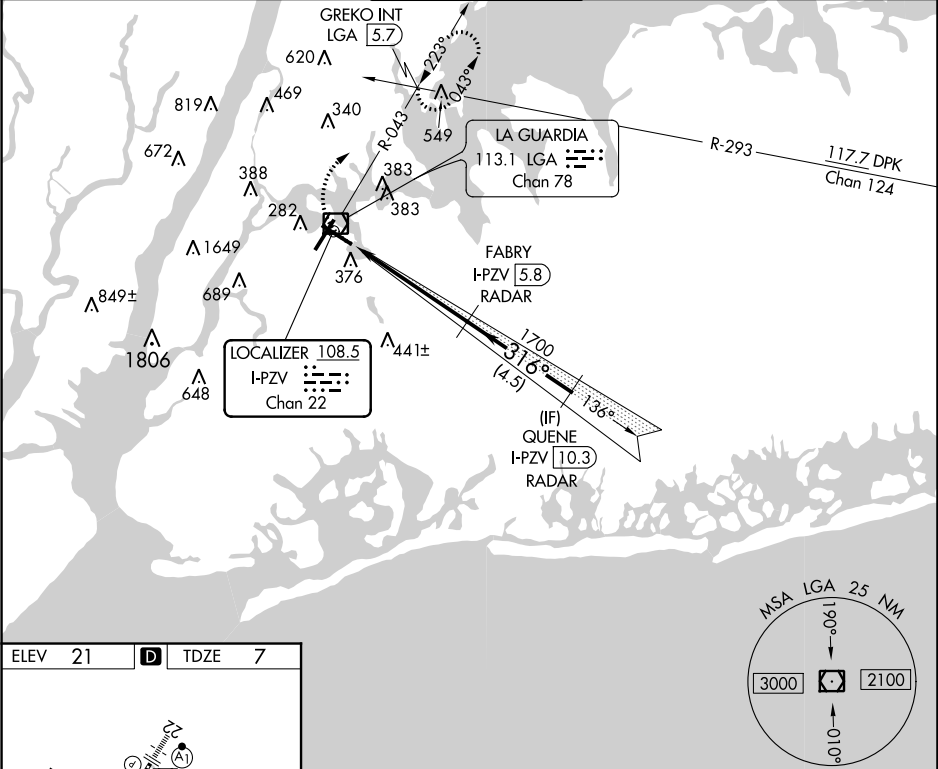 GREKO INT
LGA 5.7
620
223°
043°
819
469
340
549
R-043
LA GUARDIA
113.1 LGA
Chan 78
R-293
117.7 DPK
Chan 124
672
388
383
383
282
1649
376
689
849±
1806
648
FABRY
I-PZV 5.8
RADAR
LOCALIZER 108.5
I-PZV
Chan 22
441±
1700
316°
(4.5)
136°
(IF)
QUENE
I-PZV 10.3
RADAR
MSA LGA 25 NM
190°
3000
2100
010°
ELEV 21 D TDZE 7
22
A1